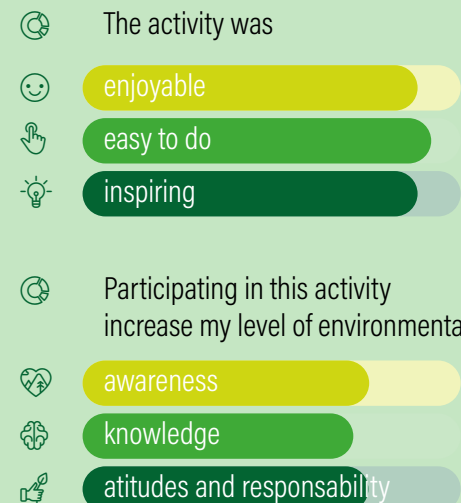 The activity was
enjoyable
easy to do
inspiring
Participating in this activity
increase my level of environmenta
awareness
knowledge
atitudes and responsability